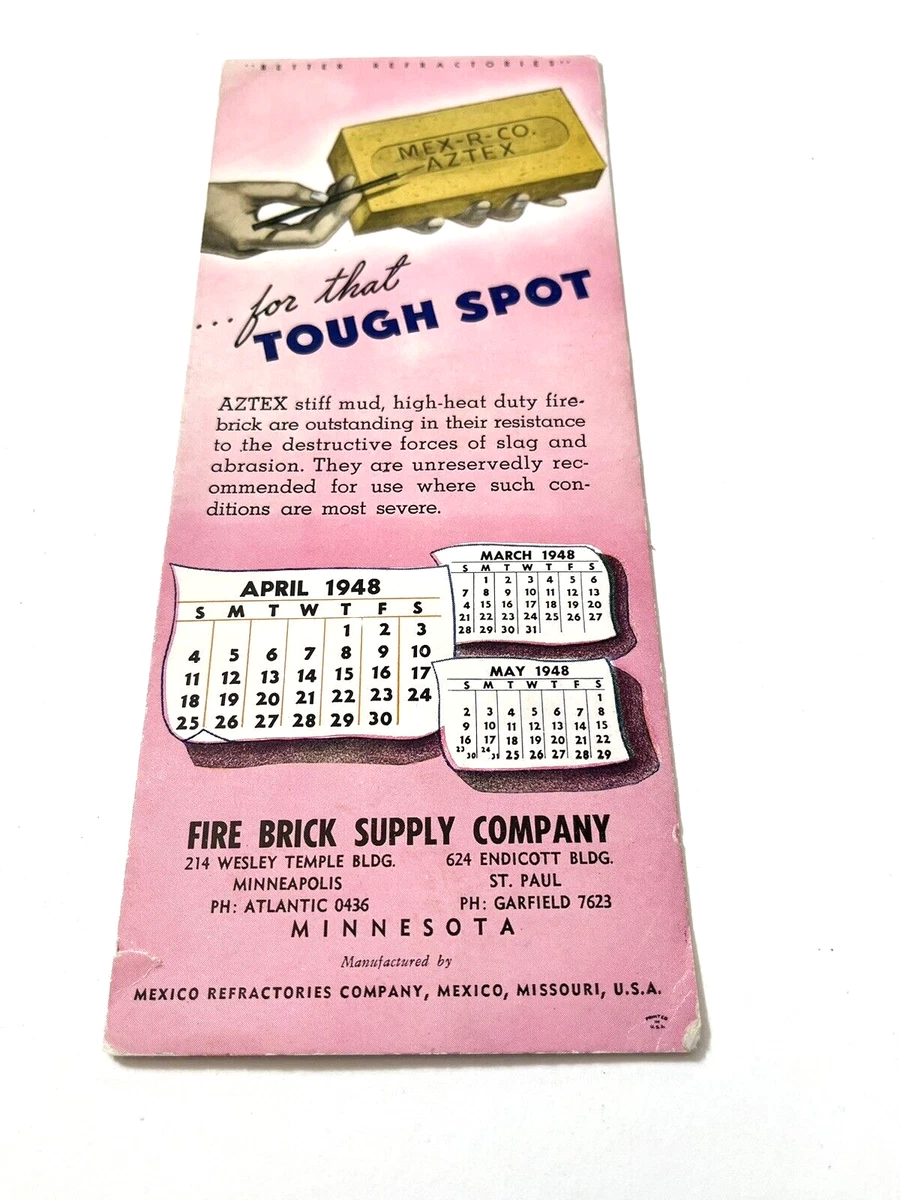 "BETTER REFRACTORIES"
MEX-R-CO.
AZTEX
... for that
TOUGH SPOT
AZTEX stiff mud, high-heat duty fire-
brick are outstanding in their resistance
to the destructive forces of slag and
abrasion. They are unreservedly rec-
ommended for use where such con-
ditions are most severe.
APRIL 1948
S M T W T F S
1 2 3
4 5 6 7 8 9 10
11 12 13 14 15 16 17
18 19 20 21 22 23 24
25 26 27 28 29 30
MARCH 1948
S M T W T F S
1 2 3 4 5 6
7 8 9 10 11 12 13
4 15 16 17 18 19 20
21 22 23 24 25 26 27
28 29 30 31
MAY 1948
S M T W T F S
1
2 3 4 5 6 7 8
9 10 11 12 13 14 15
16 17 18 19 20 21 22
23 30 24 31 25 26 27 28 29
FIRE BRICK SUPPLY COMPANY
214 WESLEY TEMPLE BLDG. 624 ENDICOTT BLDG.
MINNEAPOLIS ST. PAUL
PH: ATLANTIC 0436 PH: GARFIELD 7623
MINNESOTA
Manufactured by
MEXICO REFRACTORIES COMPANY, MEXICO, MISSOURI, U.S.A.
PRINTED
IN
U.S.A.